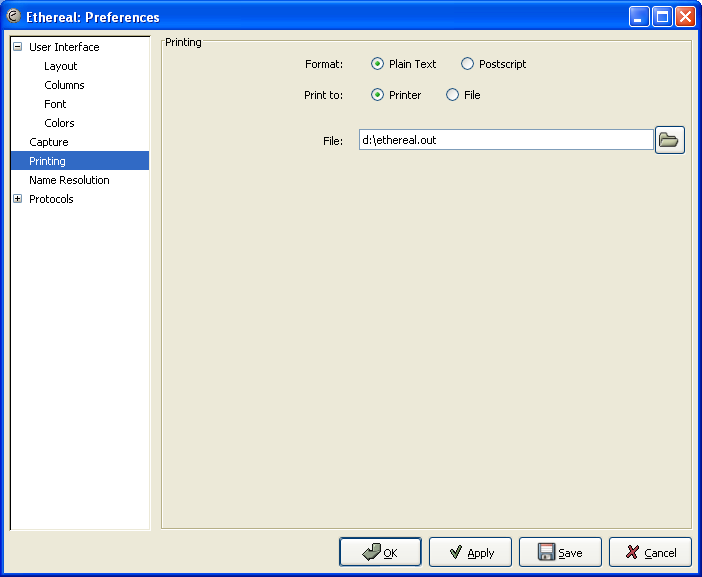 Ethereal: Preferences
User Interface
Layout
Columns
Font
Colors
Capture
Printing
Name Resolution
Protocols
Printing
Format: Plain Text Postscript
Print to: Printer File
File: d:\ethereal.out
OK Apply Save Cancel